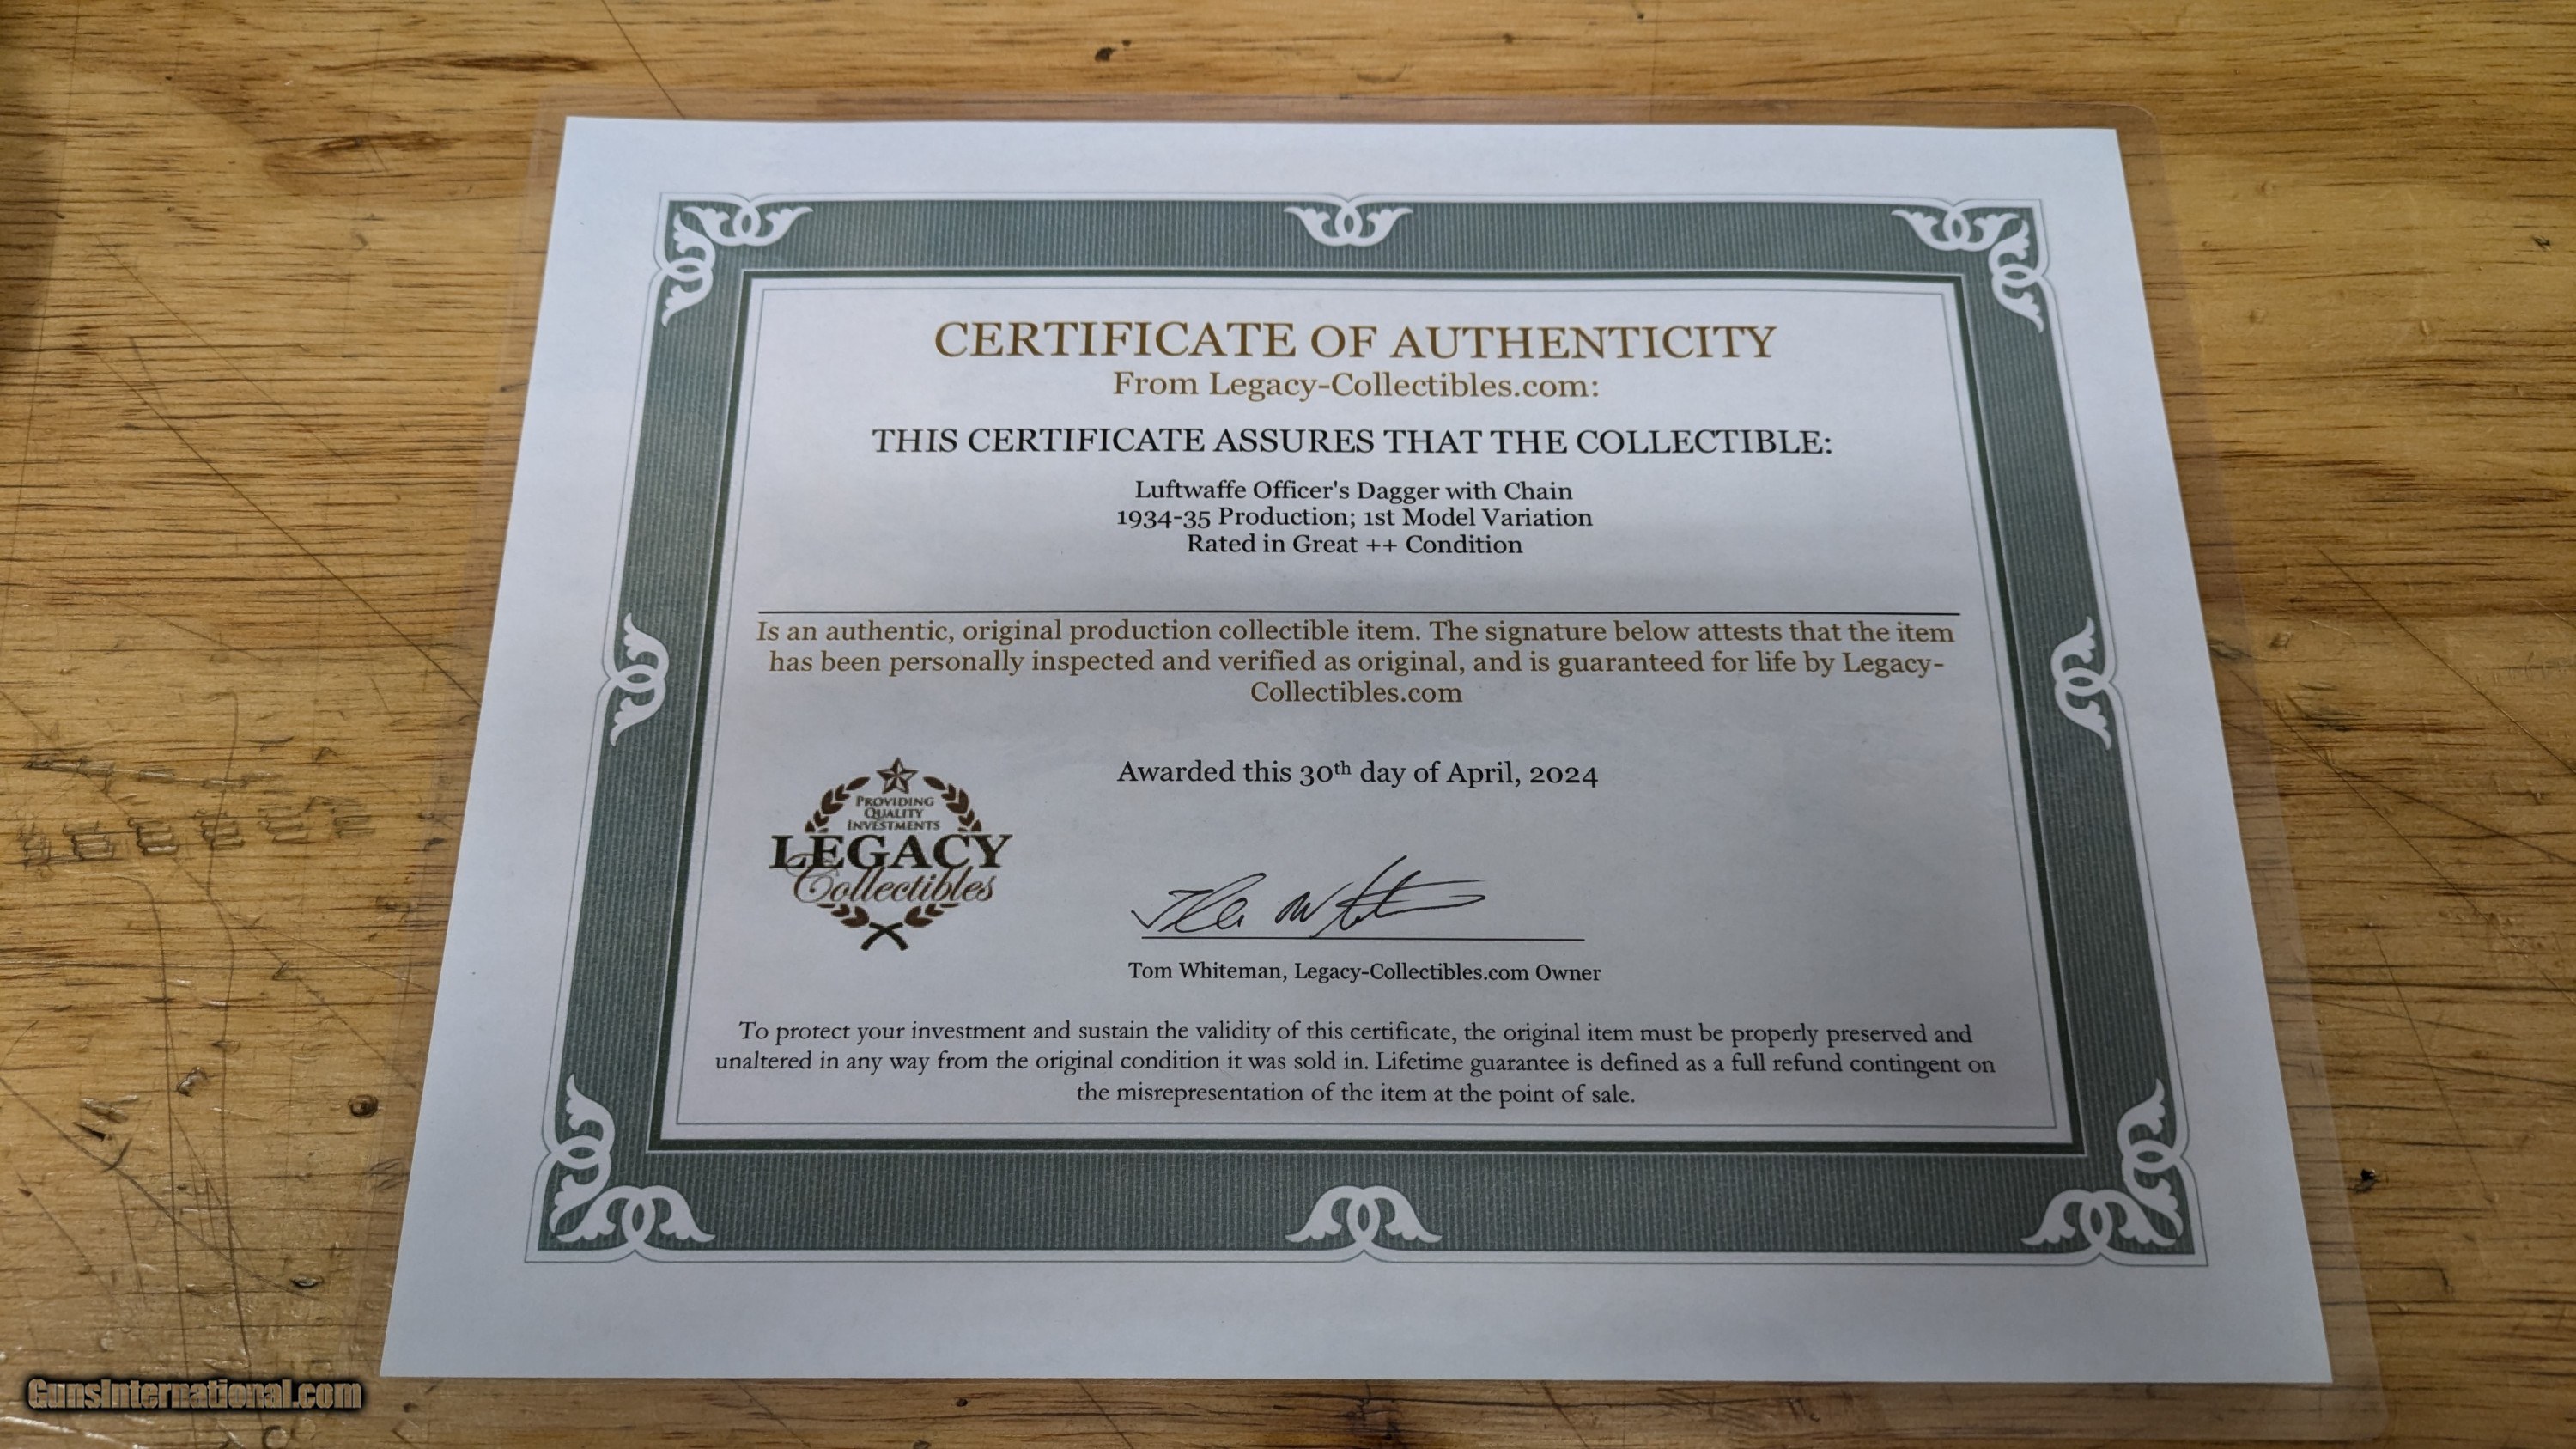 CERTIFICATE OF AUTHENTICITY
From Legacy-Collectibles.com:
THIS CERTIFICATE ASSURES THAT THE COLLECTIBLE:
Luftwaffe Officer's Dagger with Chain
1934-35 Production; 1st Model Variation
Rated in Great ++ Condition
Is an authentic, original production collectible item. The signature below attests that the item
has been personally inspected and verified as original, and is guaranteed for life by Legacy-
Collectibles.com
Awarded this 30th day of April, 2024
PROVIDING
QUALITY
INVESTMENTS
LEGACY
Collectibles
Tom Whiteman, Legacy-Collectibles.com Owner
To protect your investment and sustain the validity of this certificate, the original item must be properly preserved and
unaltered in any way from the original condition it was sold in. Lifetime guarantee is defined as a full refund contingent on
the misrepresentation of the item at the point of sale.
GunsInternational.com